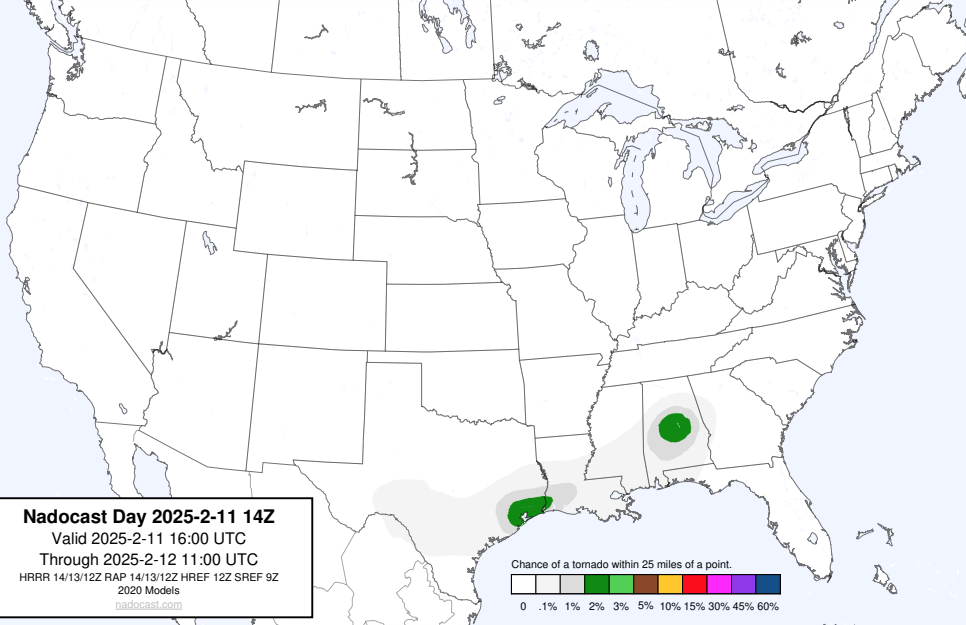 Nadocast Day 2025-2-11 14Z
Valid 2025-2-11 16:00 UTC
Through 2025-2-12 11:00 UTC
HRRR 14/13/12Z RAP 14/13/12Z HREF 12Z SREF 9Z
2020 Models
nadocast.com
Chance of a tornado within 25 miles of a point.
0 .1% 1% 2% 3% 5% 10% 15% 30% 45% 60%